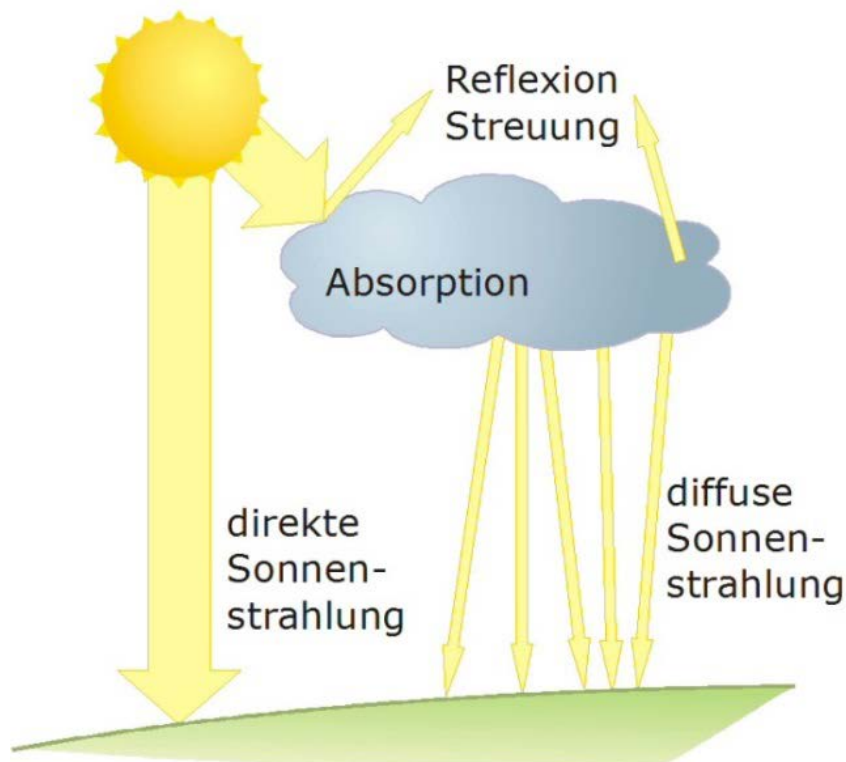 Reflexion
Streuung
Absorption
direkte
Sonnen-
strahlung
diffuse
Sonnen-
strahlung